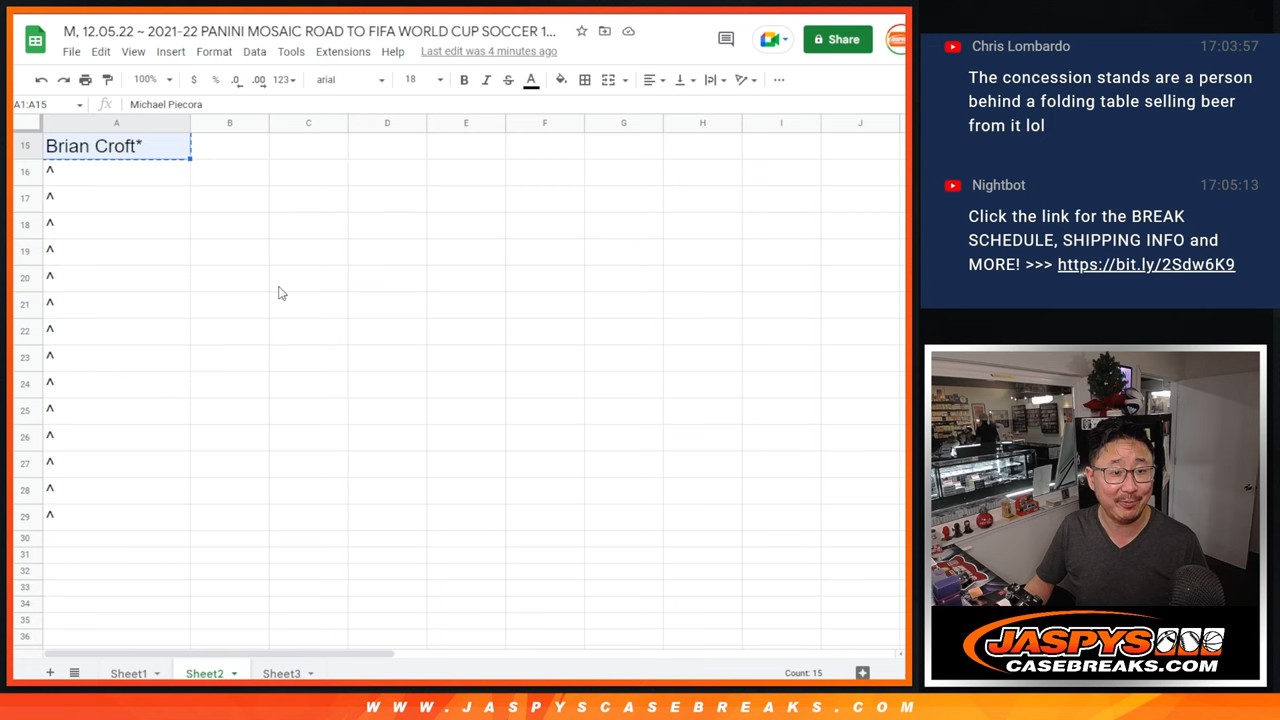 M, 12.05.22 ~ 2021-22 PANINI MOSAIC ROAD TO FIFA WORLD CUP SOCCER 1...
File Edit View Insert Format Data Tools Extensions Help Last edit was 4 minutes ago
Share
100% $ % .0 .00 123 arial 18 B I S A
A1:A15 fx Michael Piecora
A B C D E F G H I J
15 Brian Croft*
16 ^
17 ^
18 ^
19 ^
20 ^
21 ^
22 ^
23 ^
24 ^
25 ^
26 ^
27 ^
28 ^
29 ^
30
31
32
33
34
35
36
Sheet1 Sheet2 Sheet3 Count: 15
Chris Lombardo 17:03:57
The concession stands are a person
behind a folding table selling beer
from it lol
Nightbot 17:05:13
Click the link for the BREAK
SCHEDULE, SHIPPING INFO and
MORE! >>> https://bit.ly/2Sdw6K9
JASPYS
CASEBREAKS.COM
WWW.JASPYSCASEBREAKS.COM